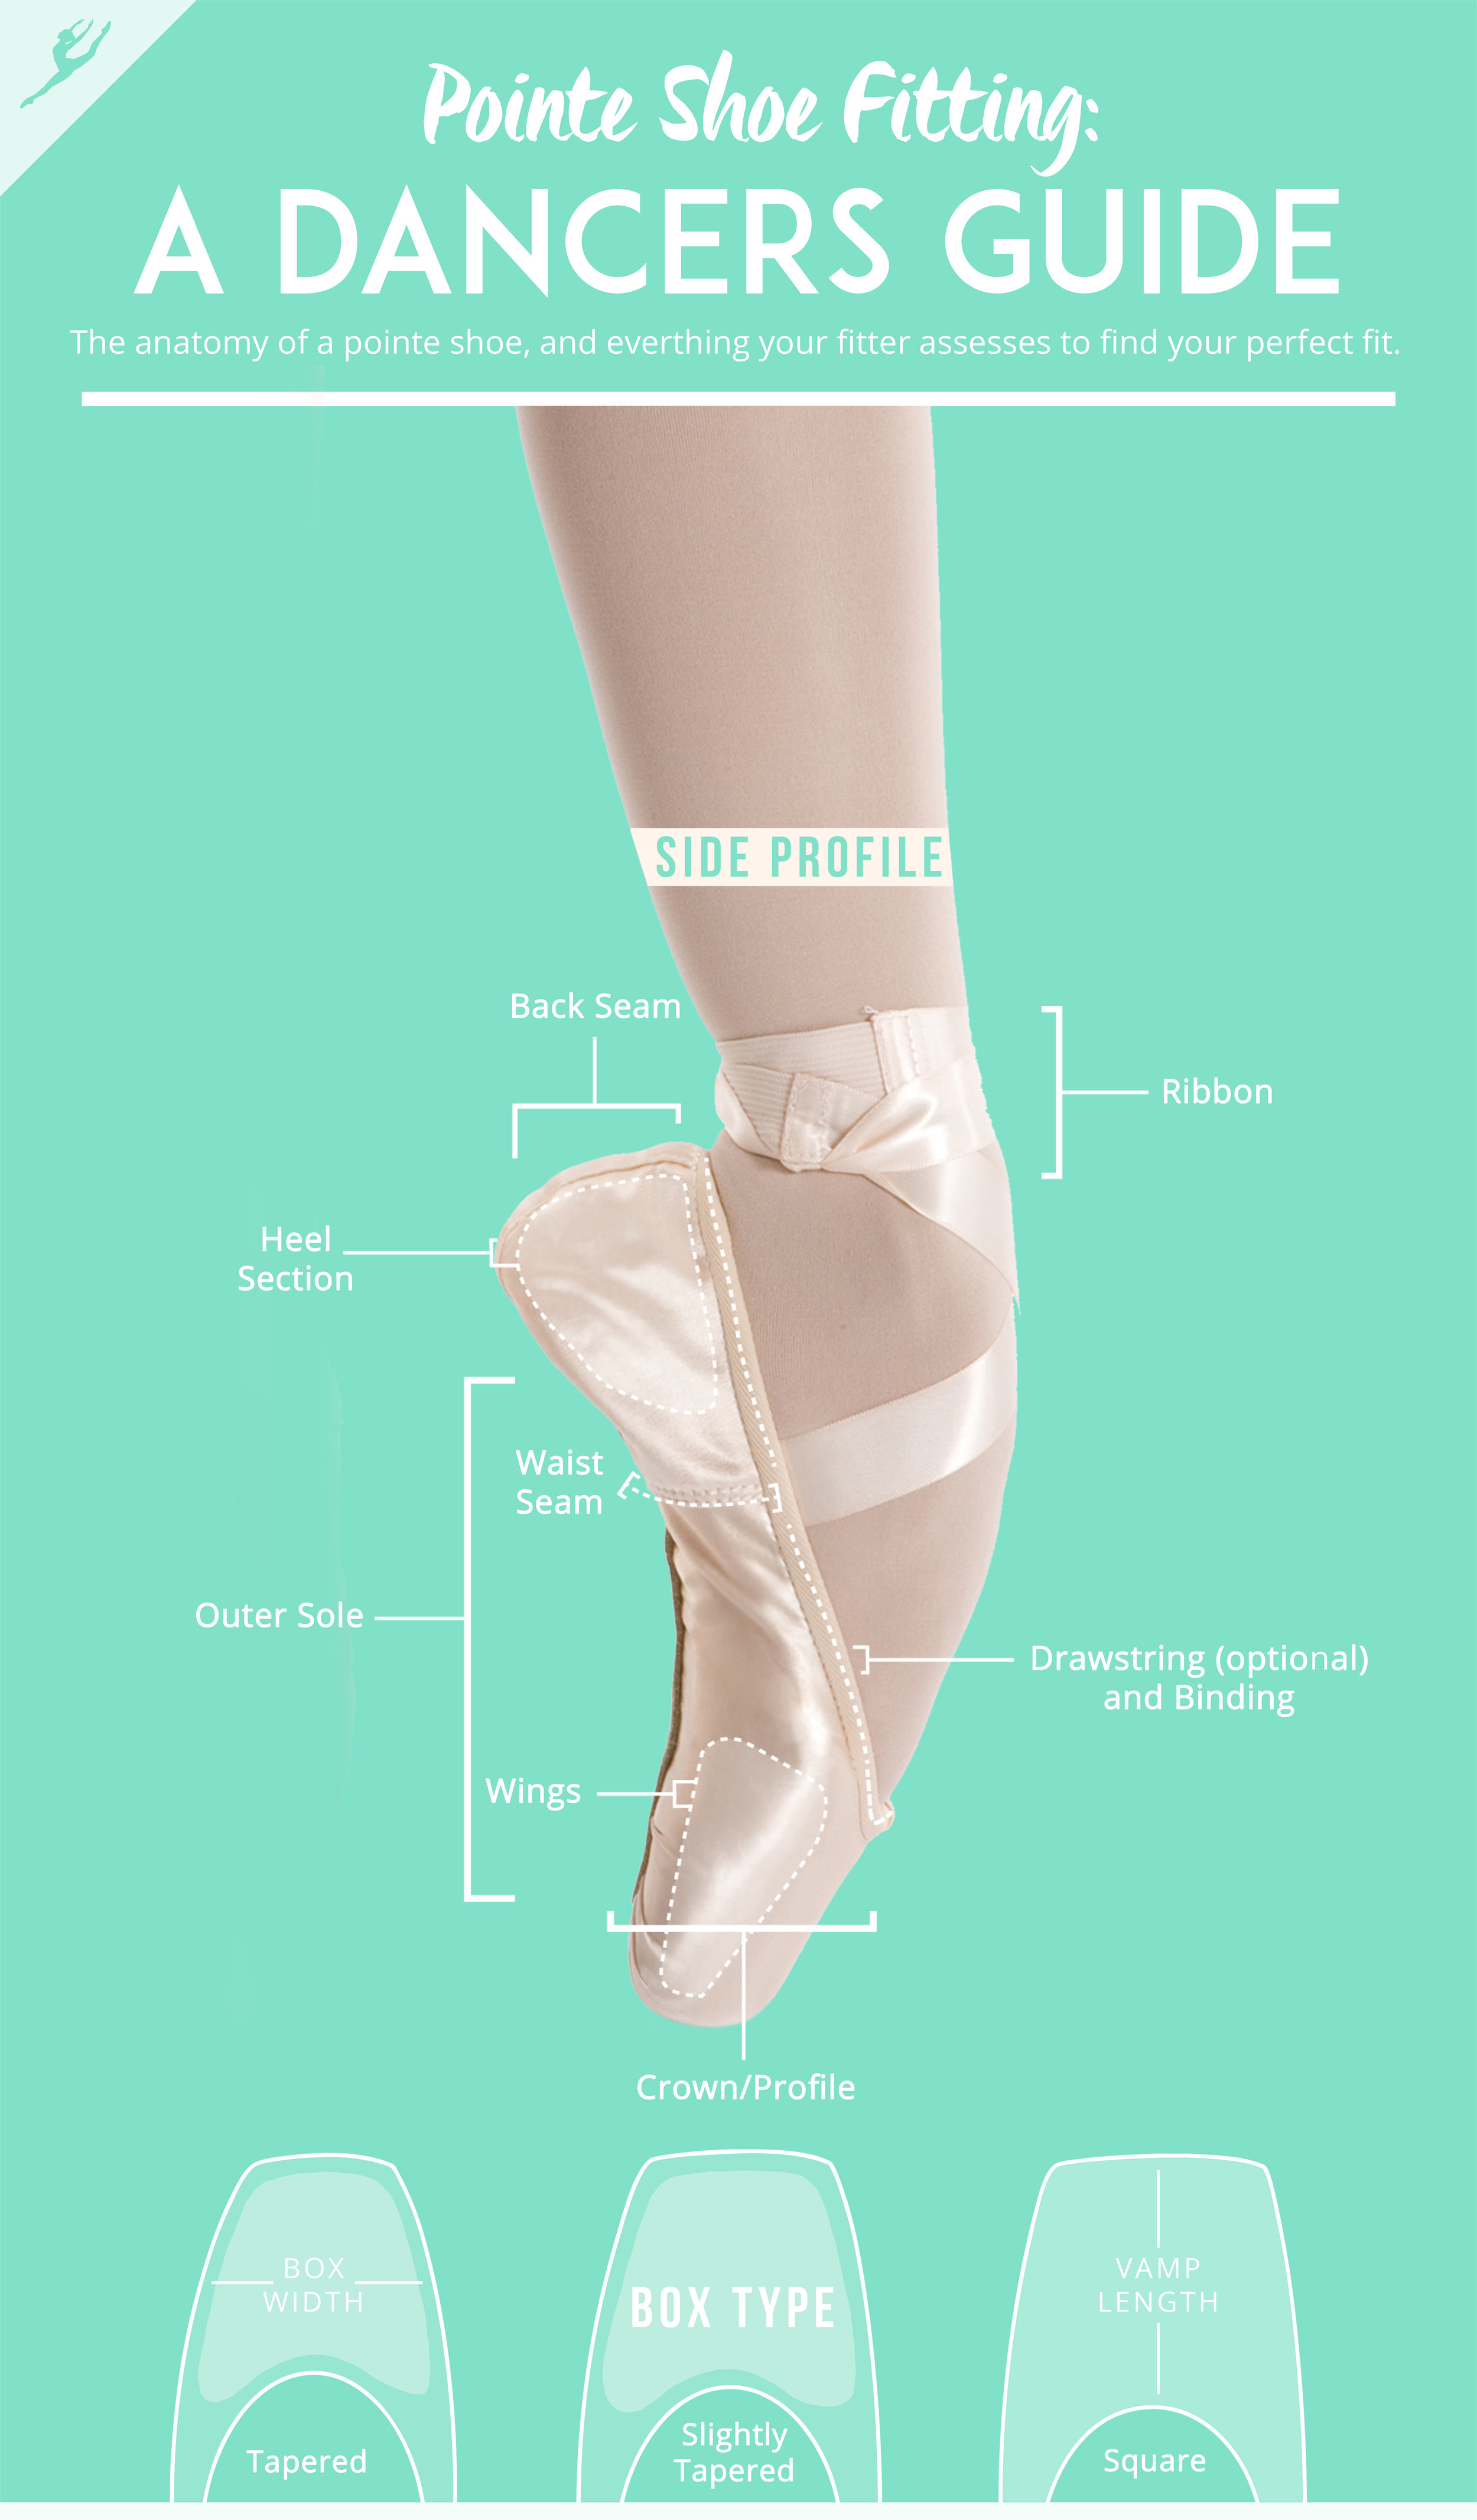 Pointe Shoe Fitting:
A DANCERS GUIDE
The anatomy of a pointe shoe, and everthing your fitter assesses to find your perfect fit.
SIDE PROFILE
Back Seam
Ribbon
Heel
Section
Waist
Seam
Outer Sole
Drawstring (optional)
and Binding
Wings
Crown/Profile
BOX
WIDTH
Tapered
BOX TYPE
Slightly
Tapered
VAMP
LENGTH
Square